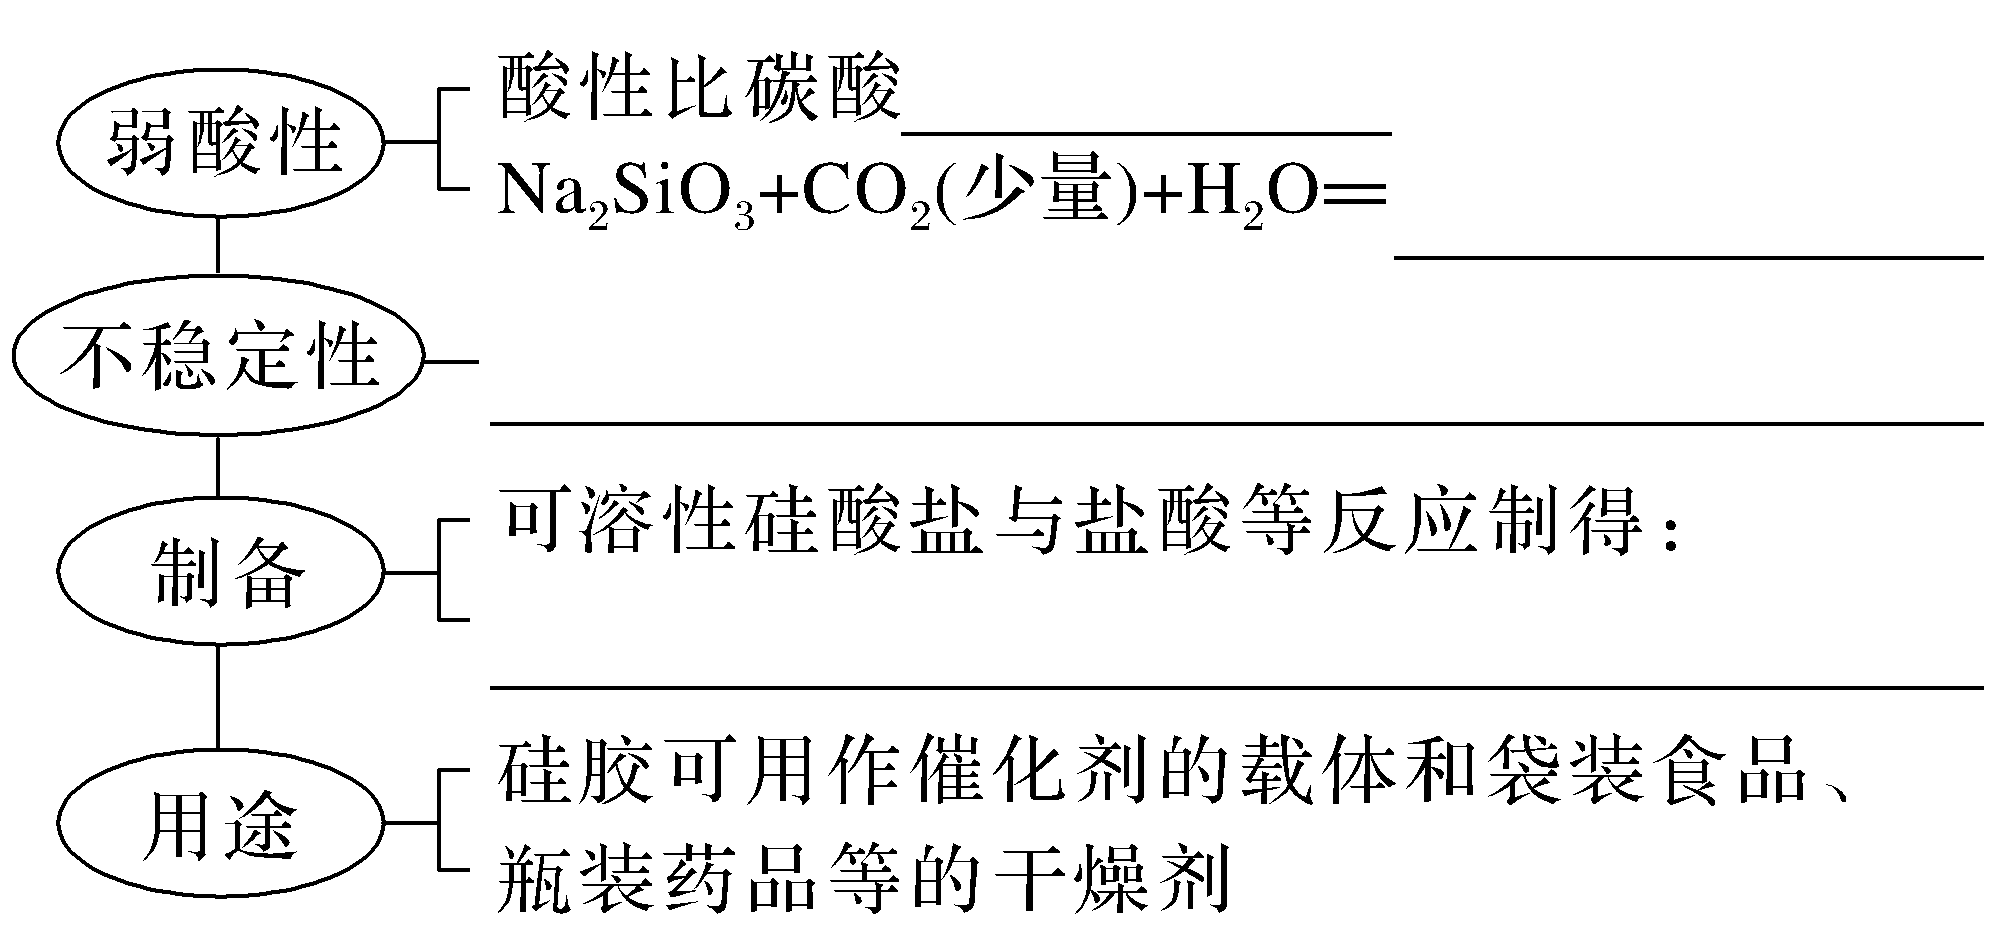 弱酸性
酸性比碳酸
Na₂SiO₃+CO₂(少量)+H₂O=
不稳定性
制备
可溶性硅酸盐与盐酸等反应制得：
用途
硅胶可用作催化剂的载体和袋装食品、
瓶装药品等的干燥剂